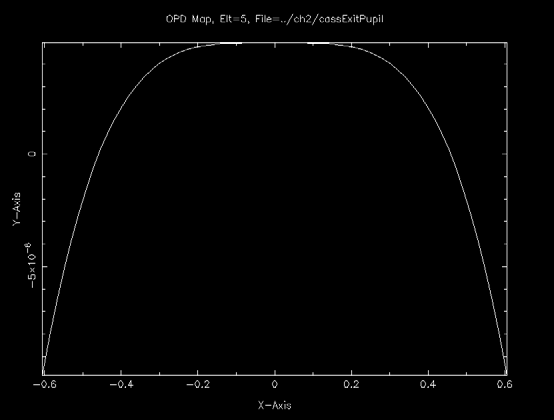 OPD Map, Elt=5, File=../ch2/cassExitPupil
0
Y-Axis
-5×10⁻⁶
-0.6 -0.4 -0.2 0 0.2 0.4 0.6
X-Axis